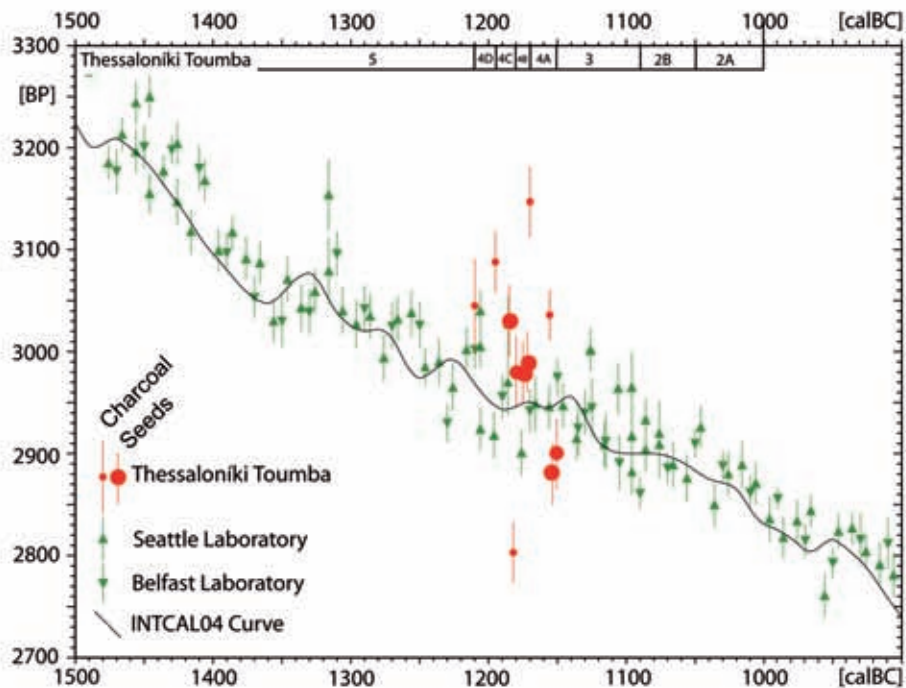 1500 1400 1300 1200 1100 1000 [calBC]
3300
Thessaloníki Toumba 5 4D 4C 4B 4A 3 2B 2A
[BP]
3200
3100
3000
2900
2800
2700
Charcoal
Seeds
Thessaloníki Toumba
Seattle Laboratory
Belfast Laboratory
INTCAL04 Curve
1500 1400 1300 1200 1100 1000 [calBC]